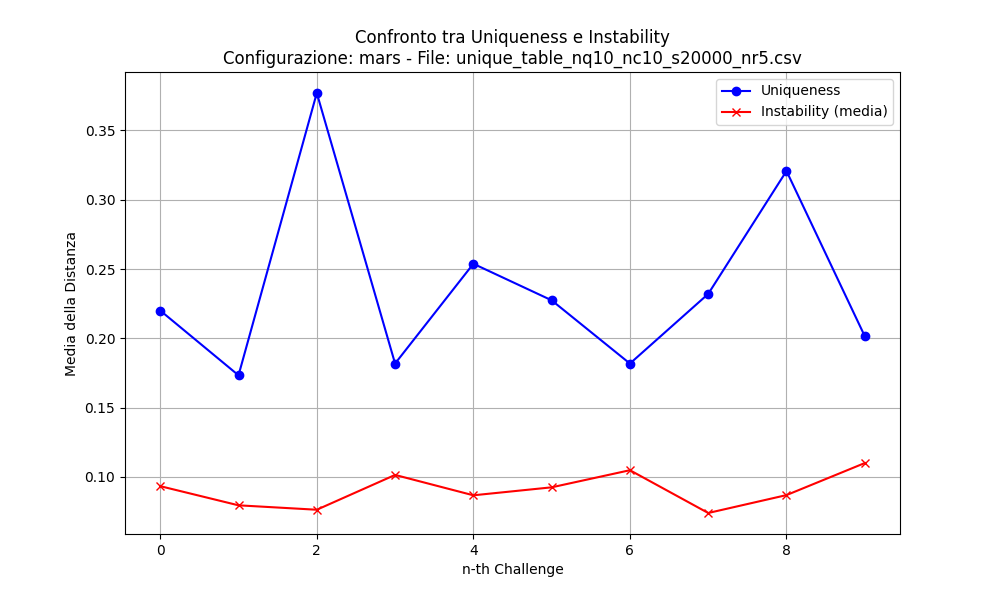 Confronto tra Uniqueness e Instability
Configurazione: mars - File: unique_table_nq10_nc10_s20000_nr5.csv
Uniqueness
Instability (media)
Media della Distanza
0.35
0.30
0.25
0.20
0.15
0.10
0 2 4 6 8
n-th Challenge